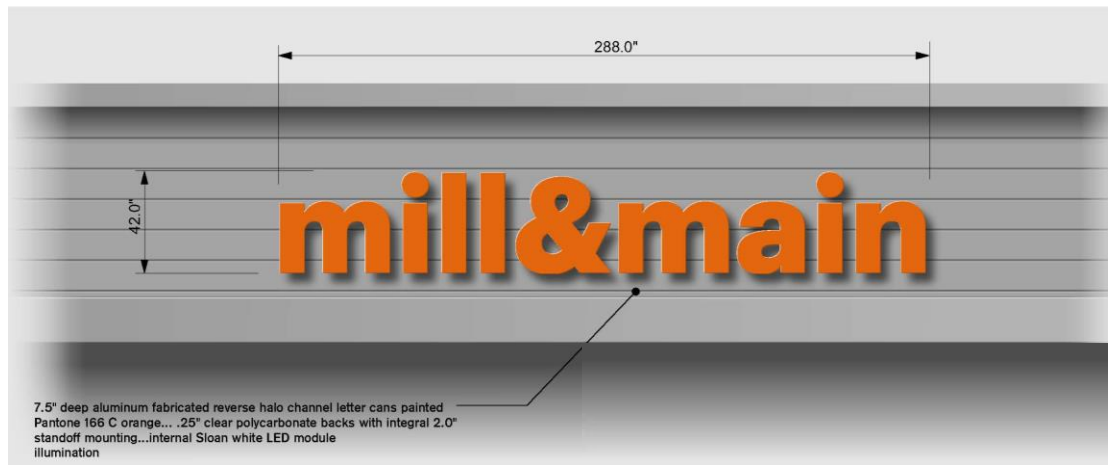 288.0"
42.0"
mill&main
7.5" deep aluminum fabricated reverse halo channel letter cans painted
Pantone 166 C orange... .25" clear polycarbonate backs with integral 2.0"
standoff mounting...internal Sloan white LED module
illumination